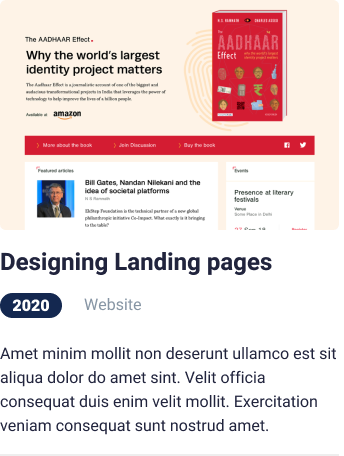 The AADHAAR Effect
Why the world's largest
identity project matters
The Aadhaar Effect is a journalistic account of one of the biggest and
audacious transformational projects in India that leverages the power of
technology to help improve the lives of a billion people.
Available at amazon
N.S. RAMNATH CHARLES ASSISI
The
AADHAAR
Effect
why the world's largest
identity project matters
More about the book Join Discussion Buy the book
Featured articles
Bill Gates, Nandan Nilekani and the
idea of societal platforms
N S Ramnath
EkStep Foundation is the technical partner of a new global
philanthropic initiative Co-Impact. What exactly is it bringing
to the table?
Events
Presence at literary
festivals
Venue
Some Place in Delhi
Designing Landing pages
2020 Website
Amet minim mollit non deserunt ullamco est sit
aliqua dolor do amet sint. Velit officia
consequat duis enim velit mollit. Exercitation
veniam consequat sunt nostrud amet.